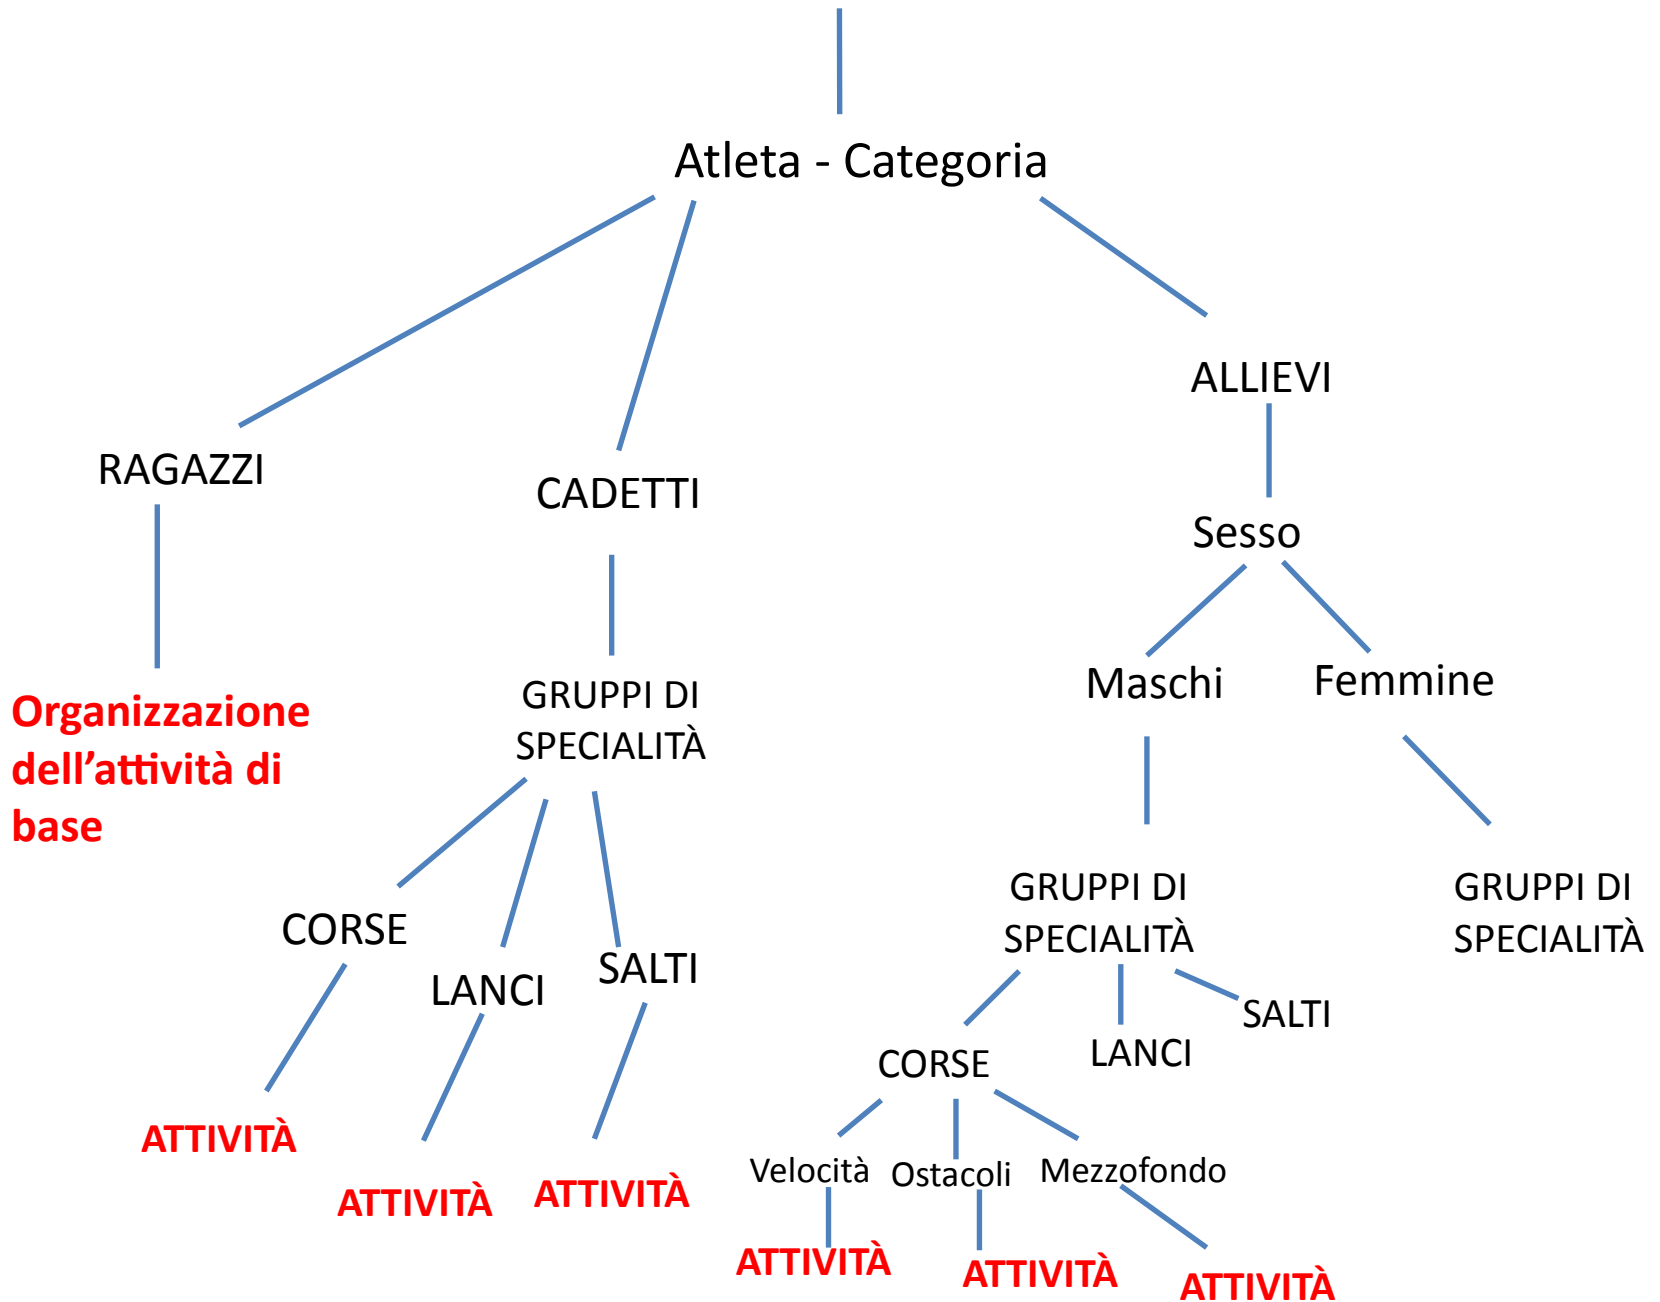 Atleta - Categoria
ALLIEVI
RAGAZZI
CADETTI
Sesso
Maschi
Femmine
Organizzazione
dell’attività di
base
GRUPPI DI
SPECIALITÀ
GRUPPI DI
SPECIALITÀ
GRUPPI DI
SPECIALITÀ
CORSE
LANCI
SALTI
SALTI
LANCI
CORSE
ATTIVITÀ
ATTIVITÀ
ATTIVITÀ
Velocità
Ostacoli
Mezzofondo
ATTIVITÀ
ATTIVITÀ
ATTIVITÀ